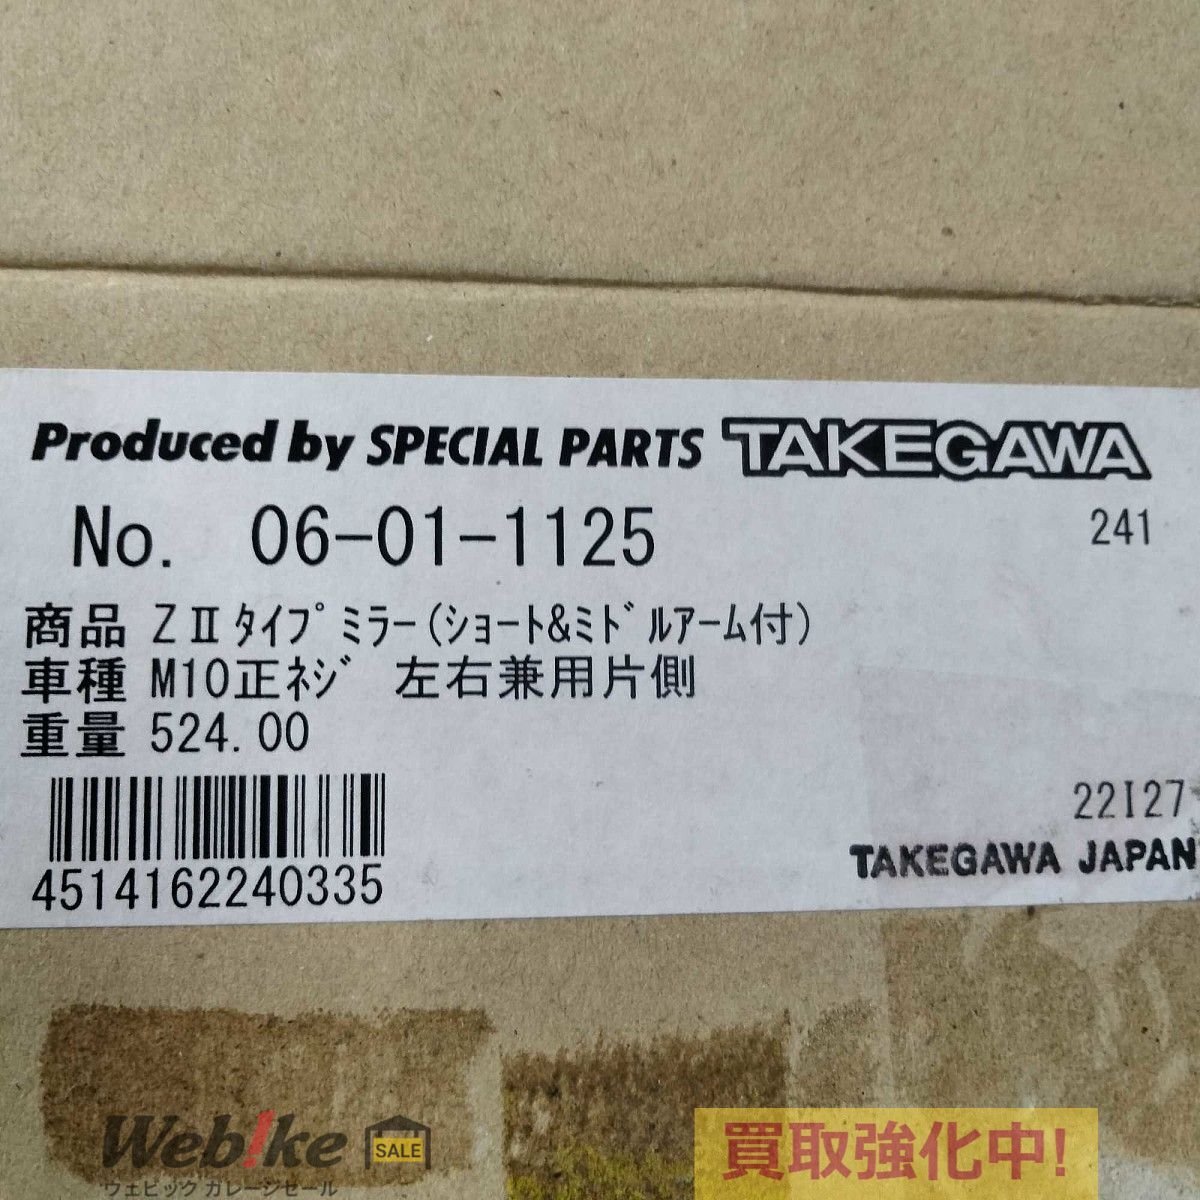 Produced by SPECIAL PARTS TAKEGAWA
No. 06-01-1125
241
商品 ZⅡﾀｲﾌﾟﾐﾗｰ(ｼｮｰﾄ&ﾐﾄﾞﾙｱｰﾑ付)
車種 M10正ﾈｼﾞ 左右兼用片側
重量 524.00
22I27
4514162240335
TAKEGAWA JAPAN
Web!ke SALE
ウェビック ガレージセール
買取強化中!